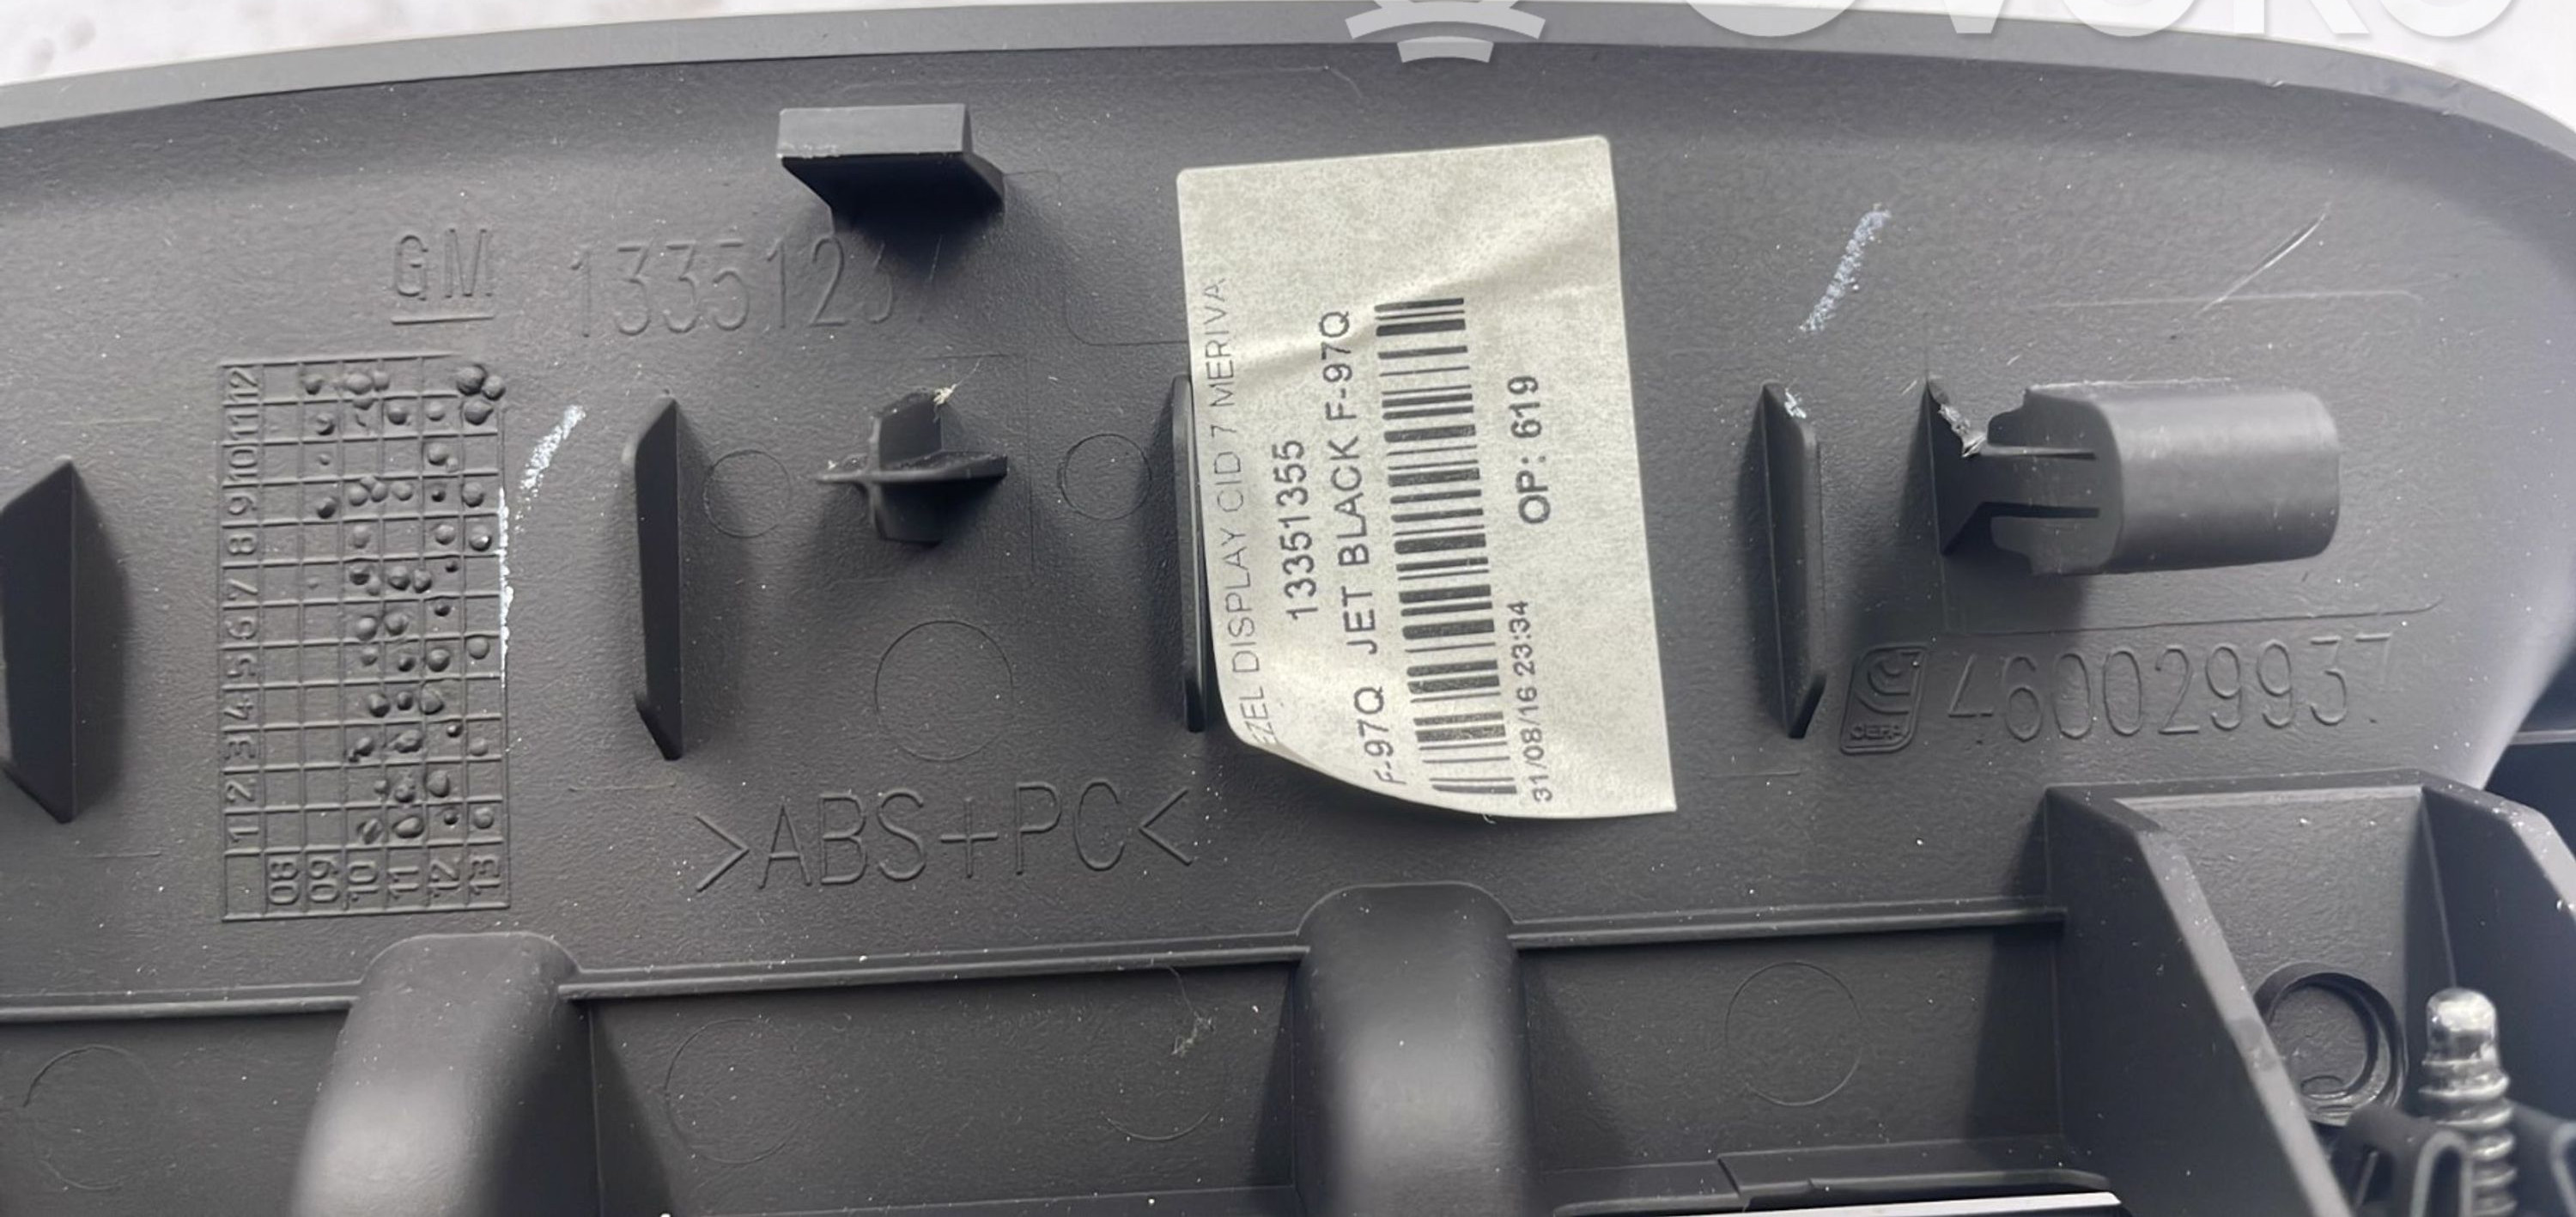 GM 133512
12
11
10
9
8
7
6
5
4
3
2
1
08 09 10 11 12 13
>ABS+PC<
EZEL DISPLAY CID 7 MERIVA
13351355
F-97Q JET BLACK F-97Q
31/08/16 23:34 OP: 619
460029937